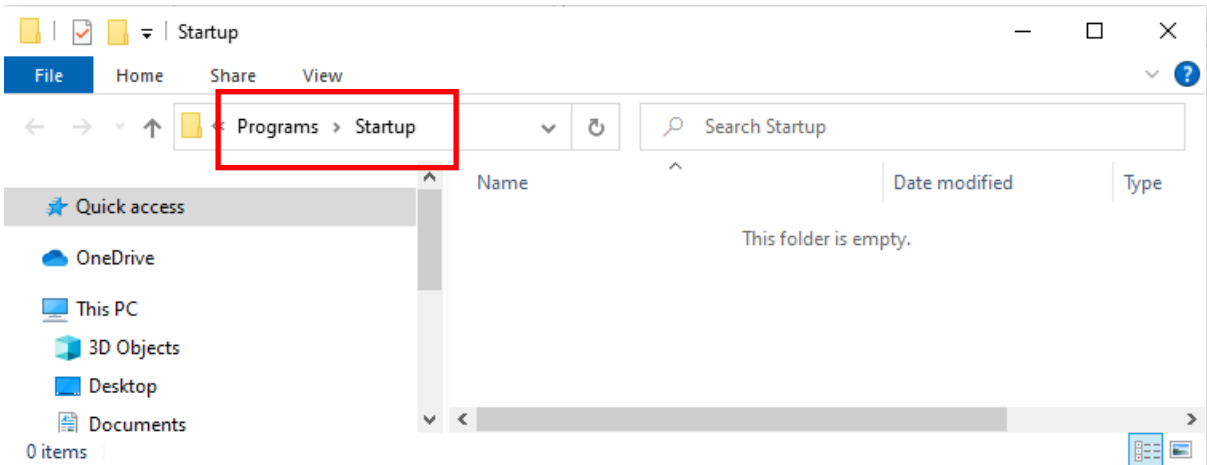 Startup
File Home Share View
« Programs > Startup Search Startup
Name Date modified Type
Quick access
This folder is empty.
OneDrive
This PC
3D Objects
Desktop
Documents
0 items